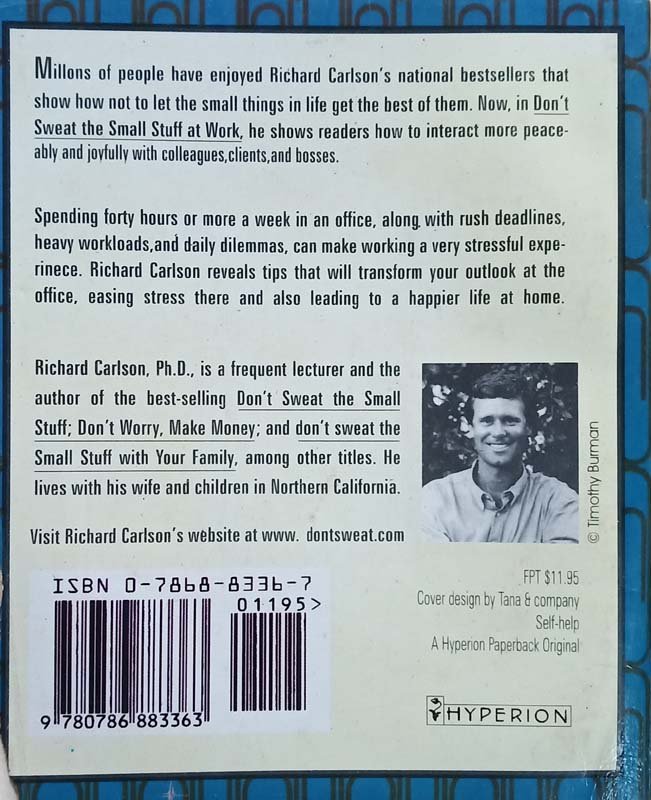 Millons of people have enjoyed Richard Carlson's national bestsellers that
show how not to let the small things in life get the best of them. Now, in Don't
Sweat the Small Stuff at Work, he shows readers how to interact more peace-
ably and joyfully with colleagues,clients,and bosses.
Spending forty hours or more a week in an office, along with rush deadlines,
heavy workloads,and daily dilemmas, can make working a very stressful expe-
rinece. Richard Carlson reveals tips that will transform your outlook at the
office, easing stress there and also leading to a happier life at home.
Richard Carlson, Ph.D., is a frequent lecturer and the
author of the best-selling Don't Sweat the Small
Stuff; Don't Worry, Make Money; and don't sweat the
Small Stuff with Your Family, among other titles. He
lives with his wife and children in Northern California.
Visit Richard Carlson's website at www. dontsweat.com
© Timothy Burman
ISBN 0-7868-8336-7
01195>
9 780786 883363
FPT $11.95
Cover design by Tana & company
Self-help
A Hyperion Paperback Original
HYPERION